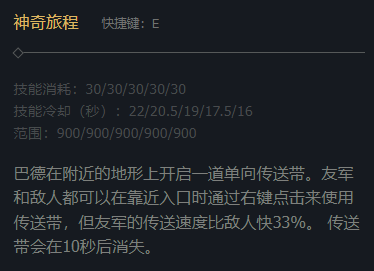 神奇旅程 快捷键：E
技能消耗：30/30/30/30/30
技能冷却（秒）：22/20.5/19/17.5/16
范围：900/900/900/900/900
巴德在附近的地形上开启一道单向传送带。友军
和敌人都可以在靠近入口时通过右键点击来使用
传送带，但友军的传送速度比敌人快33%。 传送
带会在10秒后消失。